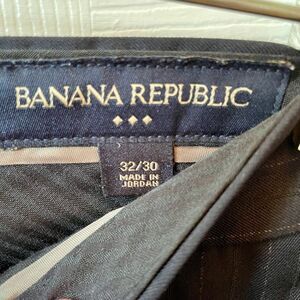 BANANA REPUBLIC
32/30
MADE IN
JORDAN